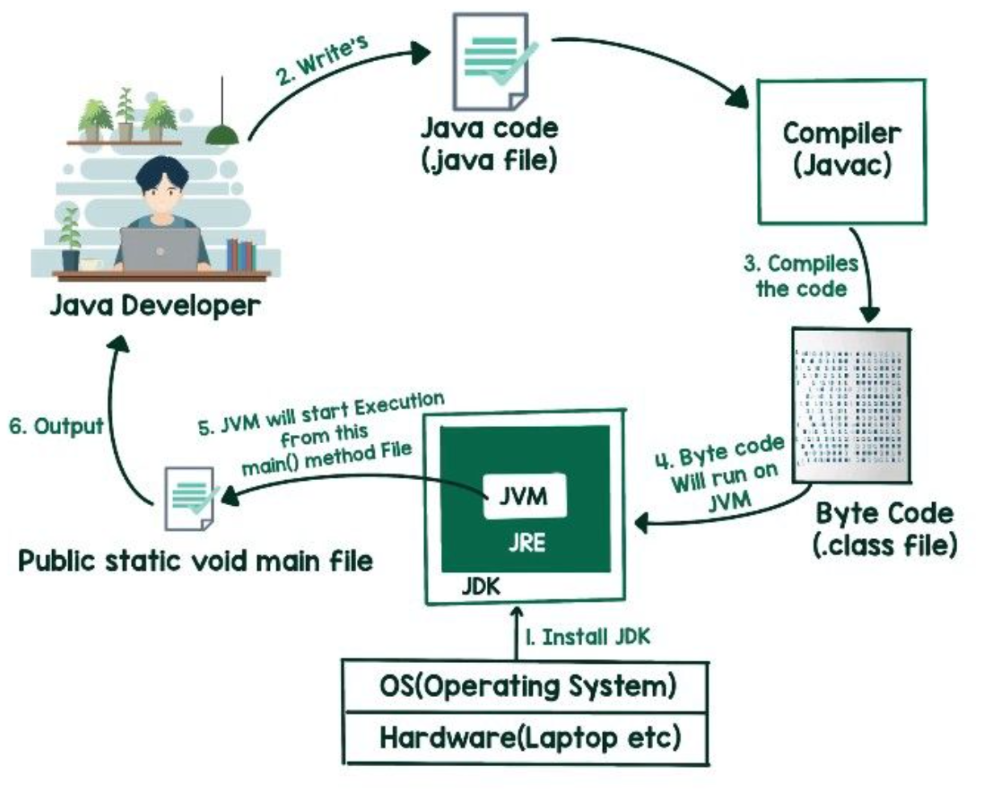 2. Write's
Java code
(.java file)
Compiler
(Javac)
3. Compiles
the code
Java Developer
6. Output
5. JVM will start Execution
from this
main() method File
4. Byte code
Will run on
JVM
Byte Code
(.class file)
JVM
JRE
JDK
Public static void main file
1. Install JDK
OS(Operating System)
Hardware(Laptop etc)